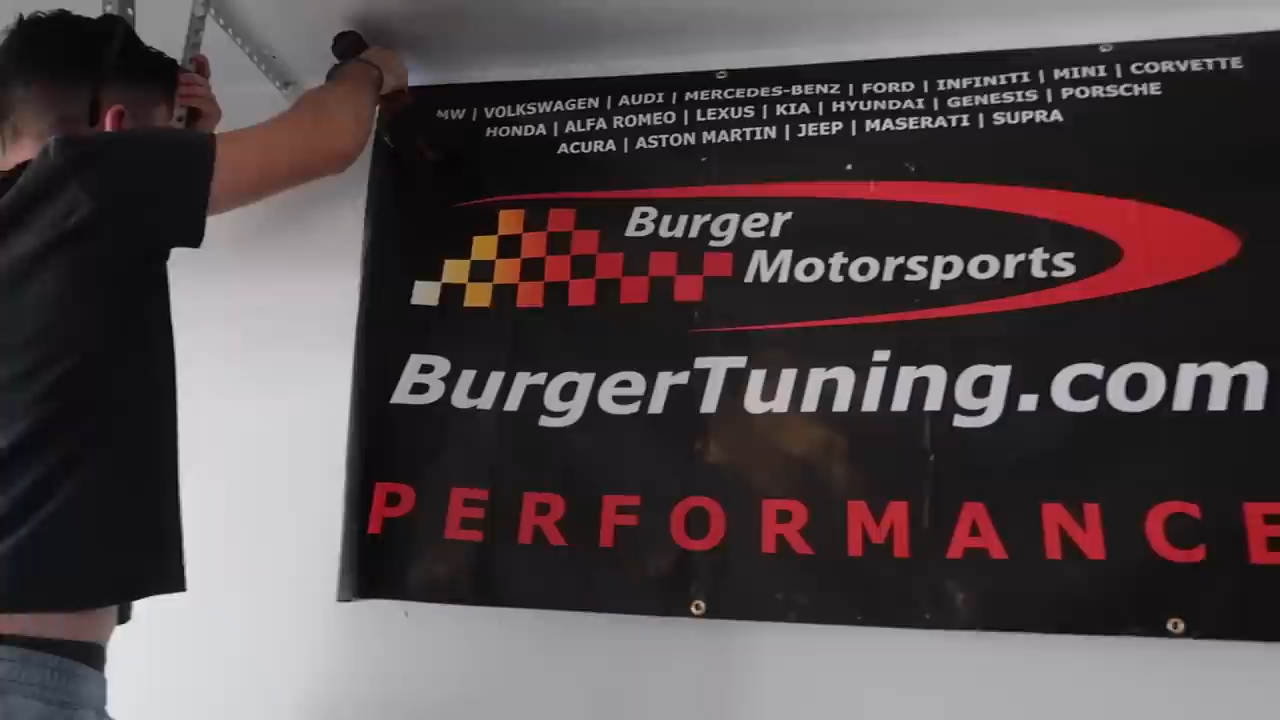 MW | VOLKSWAGEN | AUDI | MERCEDES-BENZ | FORD | INFINITI | MINI | CORVETTE
HONDA | ALFA ROMEO | LEXUS | KIA | HYUNDAI | GENESIS | PORSCHE
ACURA | ASTON MARTIN | JEEP | MASERATI | SUPRA
Burger
Motorsports
BurgerTuning.com
PERFORMANCE